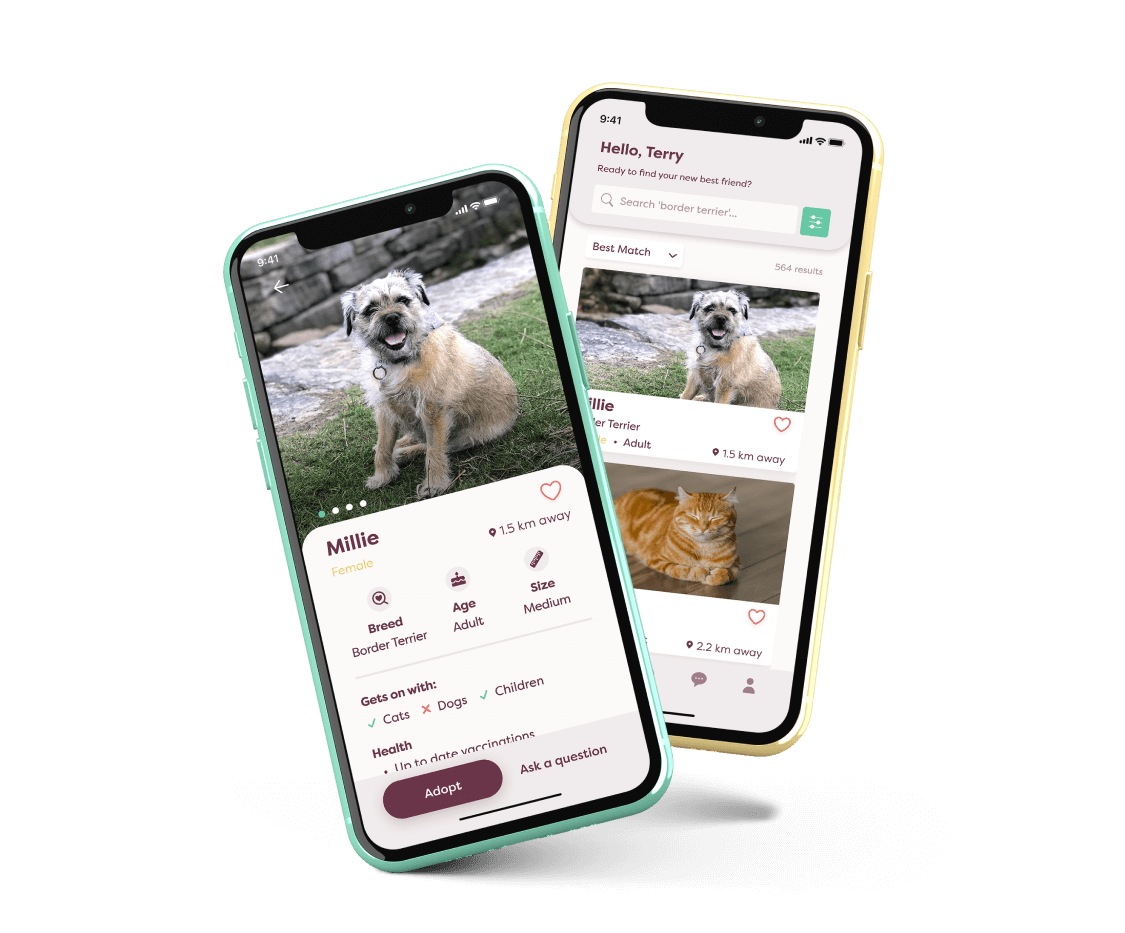 9:41
Millie
Female
1.5 km away
Breed
Border Terrier
Age
Adult
Size
Medium
Gets on with:
Cats
Dogs
Children
Health
• Up to date vaccinations
Adopt
Ask a question
9:41
Hello, Terry
Ready to find your new best friend?
Search 'border terrier'...
Best Match
564 results
illie
er Terrier
• Adult
1.5 km away
2.2 km away